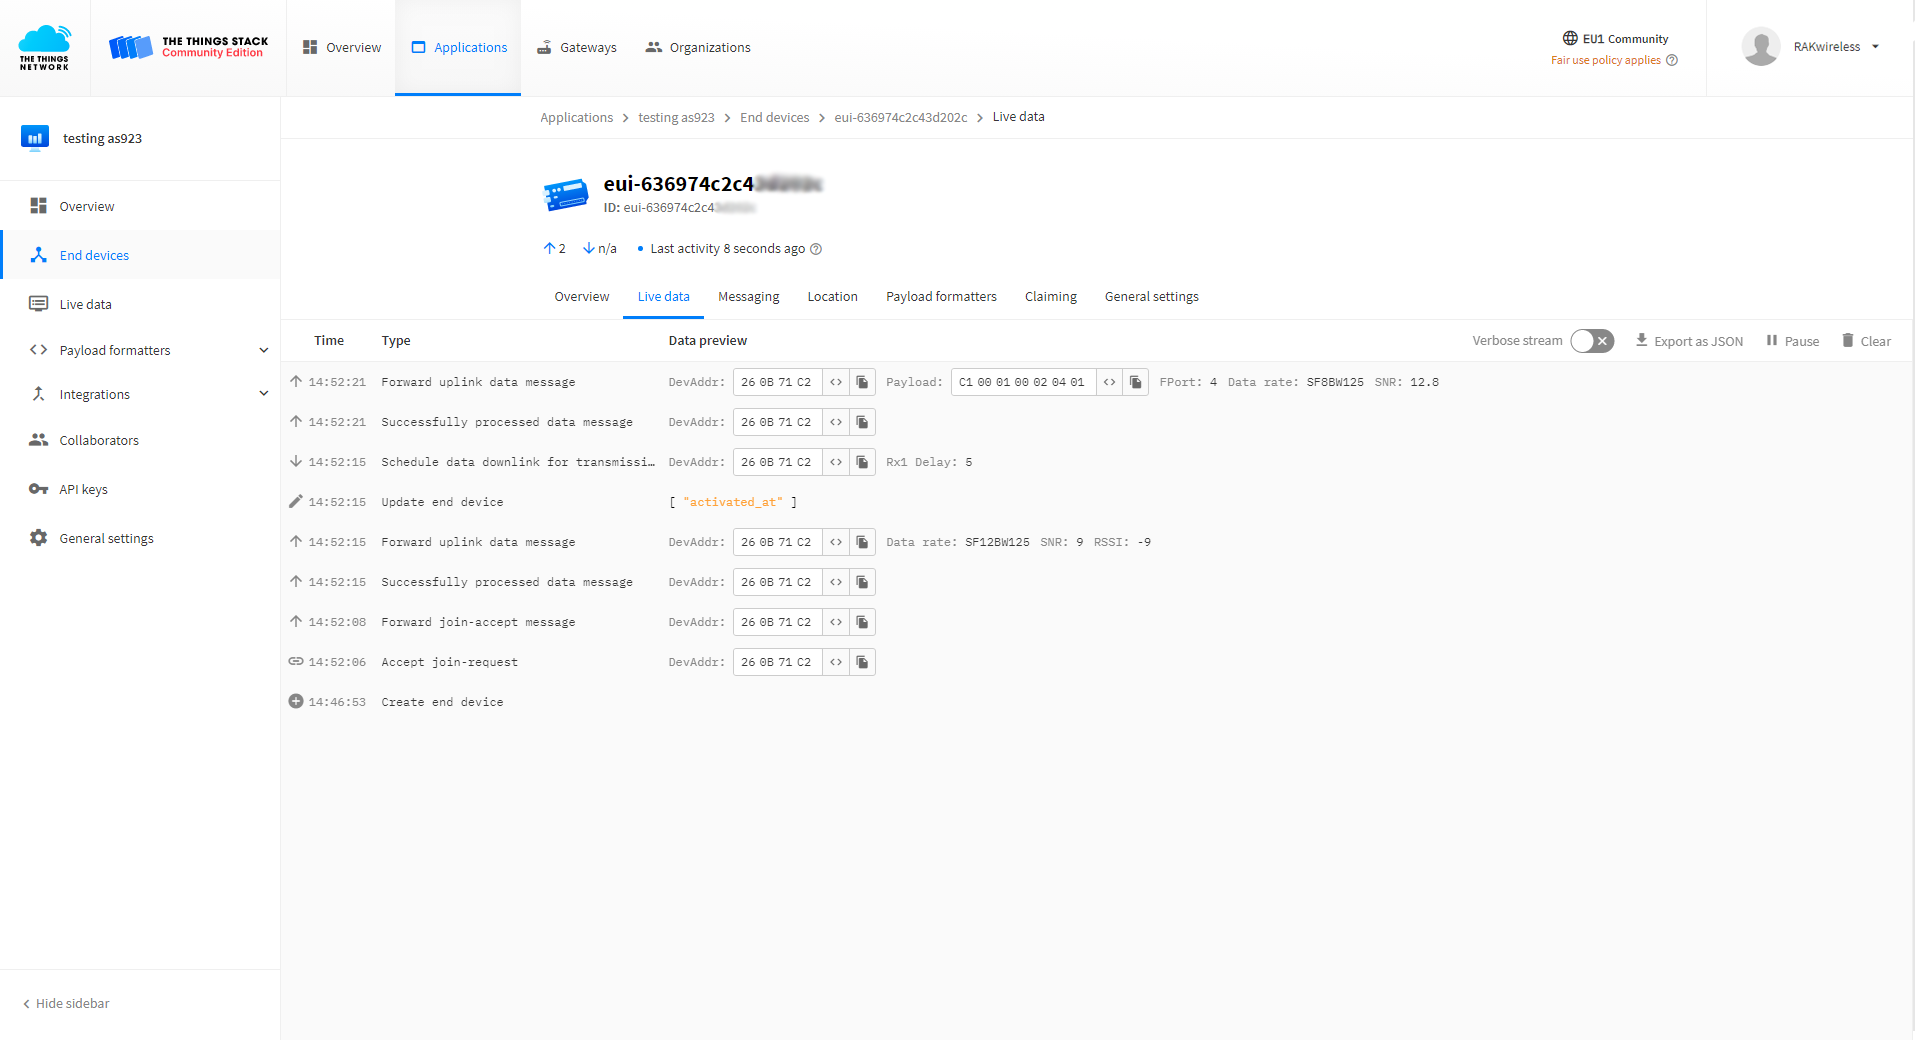 THE THINGS NETWORK
THE THINGS STACK
Community Edition
Overview
Applications
Gateways
Organizations
EU1 Community
Fair use policy applies
RAKwireless
testing as923
Overview
End devices
Live data
Payload formatters
Integrations
Collaborators
API keys
General settings
Hide sidebar
Applications > testing as923 > End devices > eui-636974c2c43d202c > Live data
eui-636974c2c4
ID: eui-636974c2c43
2 n/a • Last activity 8 seconds ago
Overview Live data Messaging Location Payload formatters Claiming General settings
Time Type Data preview Verbose stream Export as JSON Pause Clear
14:52:21 Forward uplink data message DevAddr: 26 0B 71 C2 <> Payload: C1 00 01 00 02 04 01 <> FPort: 4 Data rate: SF8BW125 SNR: 12.8
14:52:21 Successfully processed data message DevAddr: 26 0B 71 C2 <>
14:52:15 Schedule data downlink for transmissi… DevAddr: 26 0B 71 C2 <> Rx1 Delay: 5
14:52:15 Update end device [ "activated_at" ]
14:52:15 Forward uplink data message DevAddr: 26 0B 71 C2 <> Data rate: SF12BW125 SNR: 9 RSSI: -9
14:52:15 Successfully processed data message DevAddr: 26 0B 71 C2 <>
14:52:08 Forward join-accept message DevAddr: 26 0B 71 C2 <>
14:52:06 Accept join-request DevAddr: 26 0B 71 C2 <>
14:46:53 Create end device